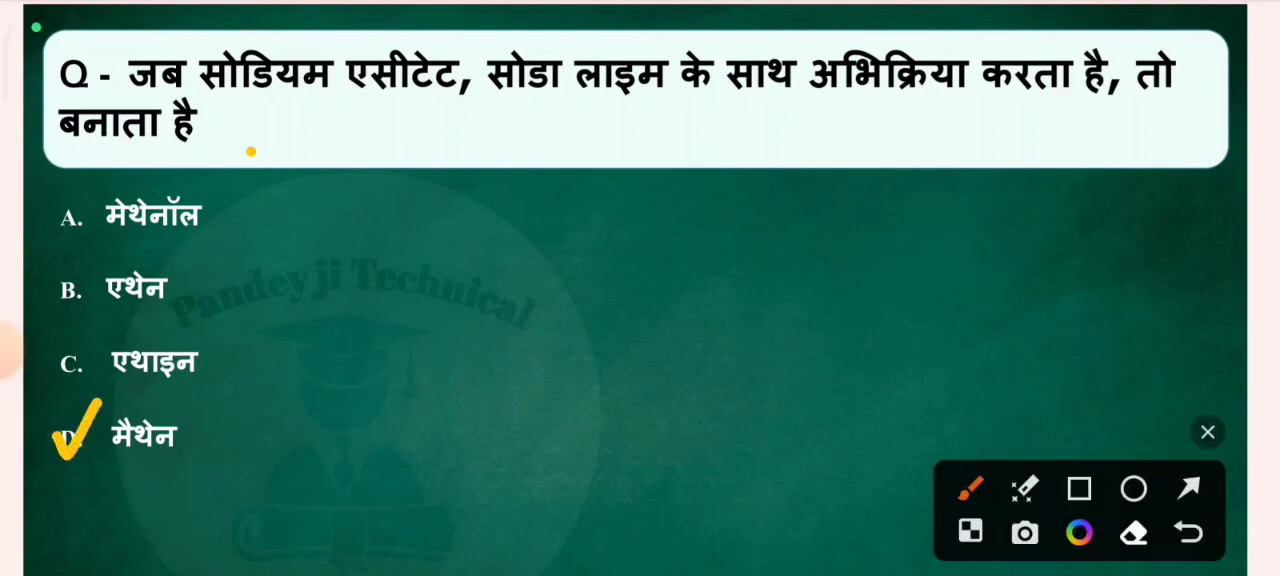 Q - जब सोडियम एसीटेट, सोडा लाइम के साथ अभिक्रिया करता है, तो
बनाता है
A. मेथेनॉल
B. एथेन
Pandey ji Technical
C. एथाइन
D. मैथेन